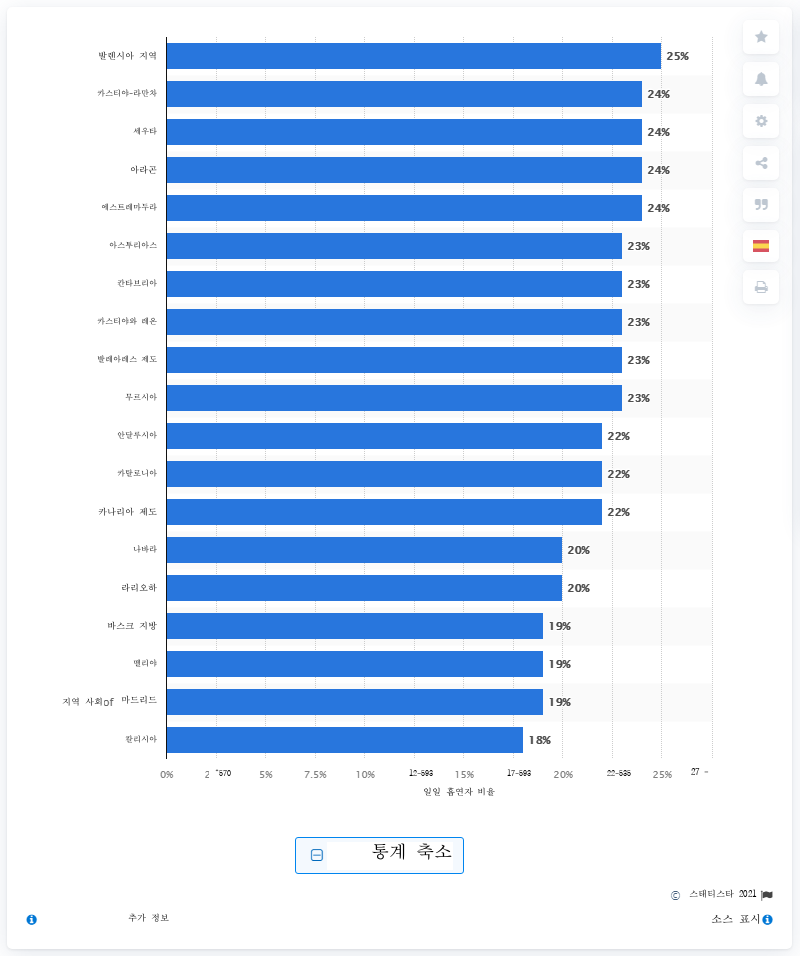 발렌시아 지역 25%
카스티야-라만차 24%
세우타 24%
아라곤 24%
에스트레마두라 24%
아스투리아스 23%
칸타브리아 23%
카스티야와 레온 23%
발레아레스 제도 23%
무르시아 23%
안달루시아 22%
카탈로니아 22%
카나리아 제도 22%
나바라 20%
라리오하 20%
바스크 지방 19%
멜리야 19%
지역 사회of 마드리드 19%
갈리시아 18%
0% 2 5% 7.5% 10% 15% 20% 25% 27
일일 흡연자 비율
통계 축소
© 스태티스타 2021
추가 정보 소스 표시